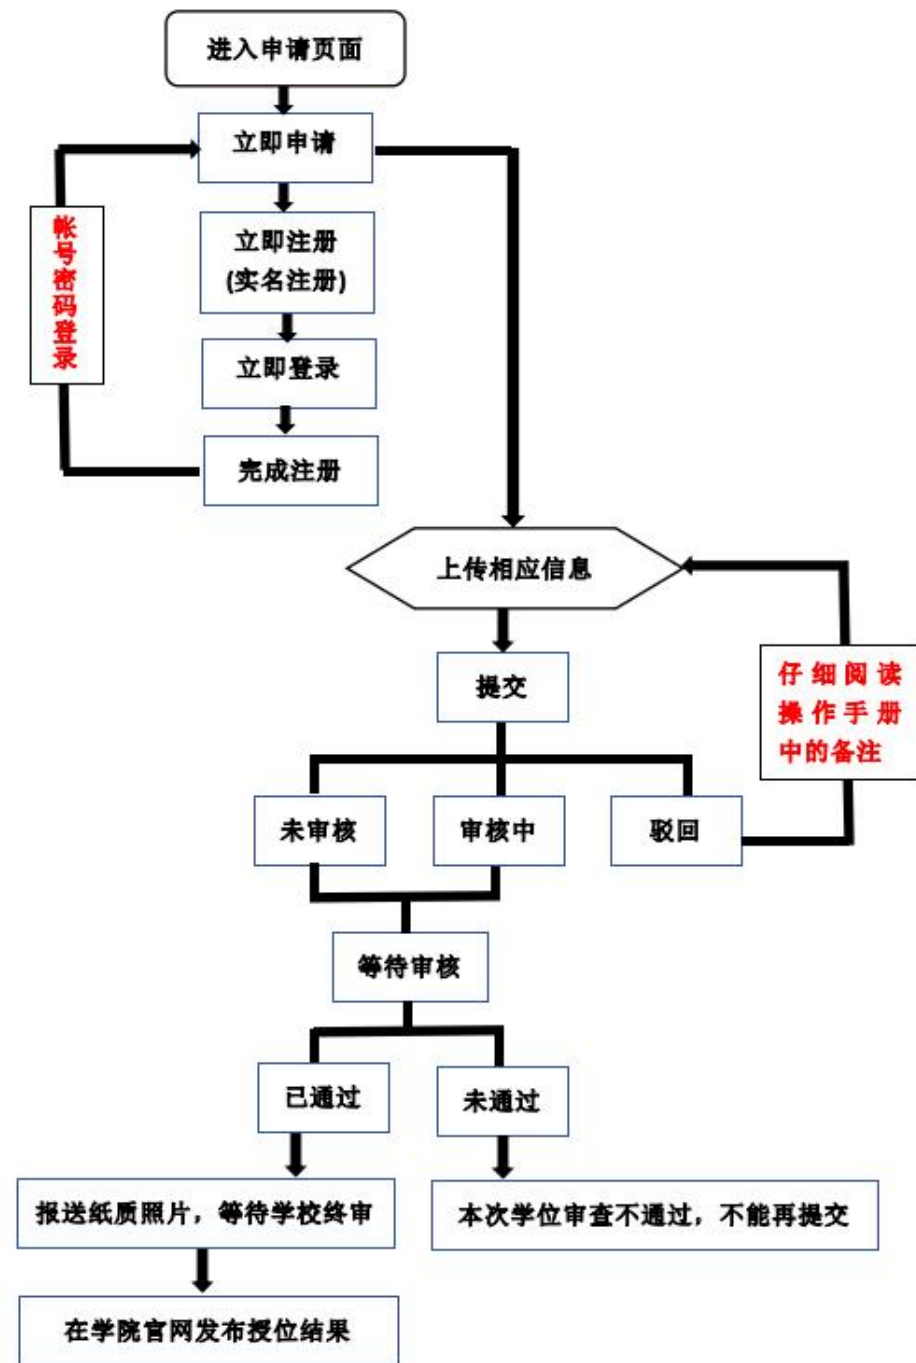 进入申请页面
立即申请
立即注册
(实名注册)
立即登录
完成注册
帐号密码登录
上传相应信息
提交
仔细阅读
操作手册
中的备注
未审核
审核中
驳回
等待审核
已通过
未通过
报送纸质照片，等待学校终审
本次学位审查不通过，不能再提交
在学院官网发布授位结果